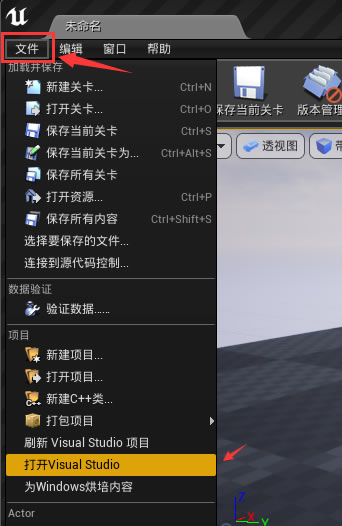 未命名
文件 编辑 窗口 帮助
加载并保存
新建关卡... Ctrl+N
打开关卡... Ctrl+O
保存当前关卡 Ctrl+S
保存当前关卡为... Ctrl+Alt+S
保存所有关卡
打开资源... Ctrl+P
保存所有内容 Ctrl+Shift+S
选择要保存的文件...
连接到源代码控制...
数据验证
验证数据......
项目
新建项目...
打开项目...
新建C++类...
打包项目
刷新 Visual Studio 项目
打开Visual Studio
为Windows烘培内容
Actor
保存当前关卡 版本管理
透视图 带
Z
X
Y